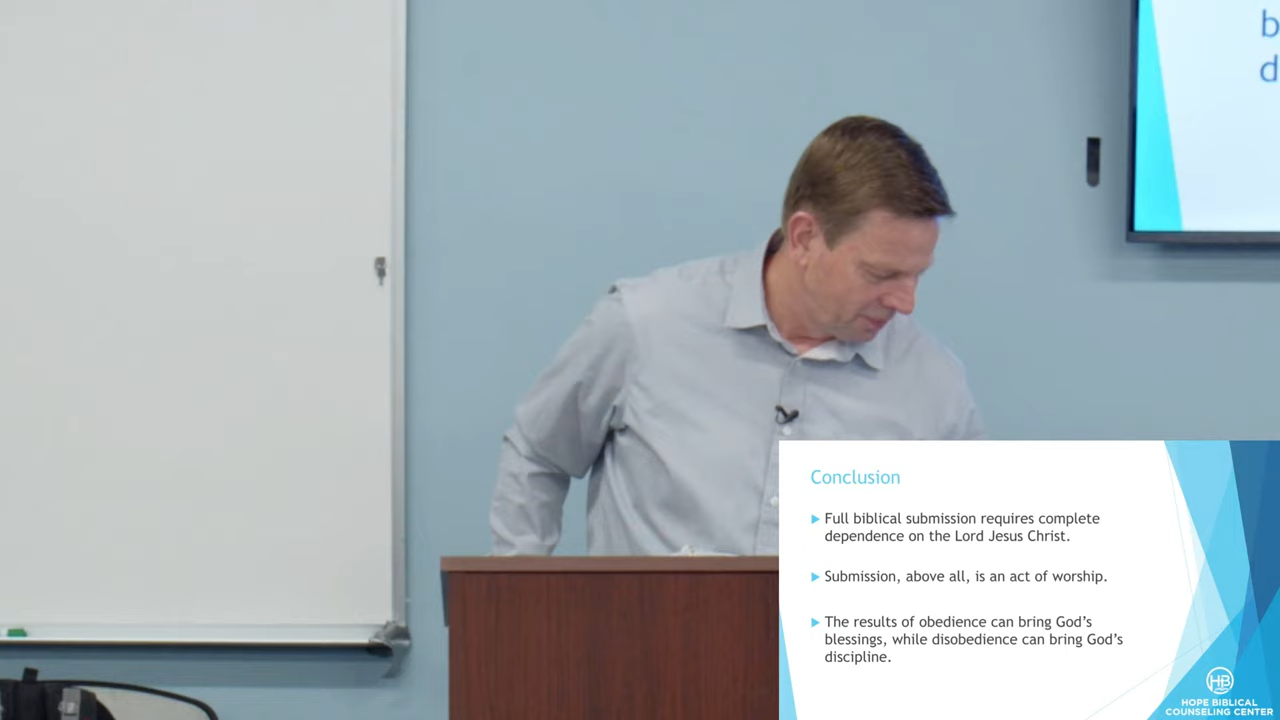 b
d
Conclusion
Full biblical submission requires complete
dependence on the Lord Jesus Christ.
Submission, above all, is an act of worship.
The results of obedience can bring God's
blessings, while disobedience can bring God's
discipline.
HB
HOPE BIBLICAL
COUNSELING CENTER